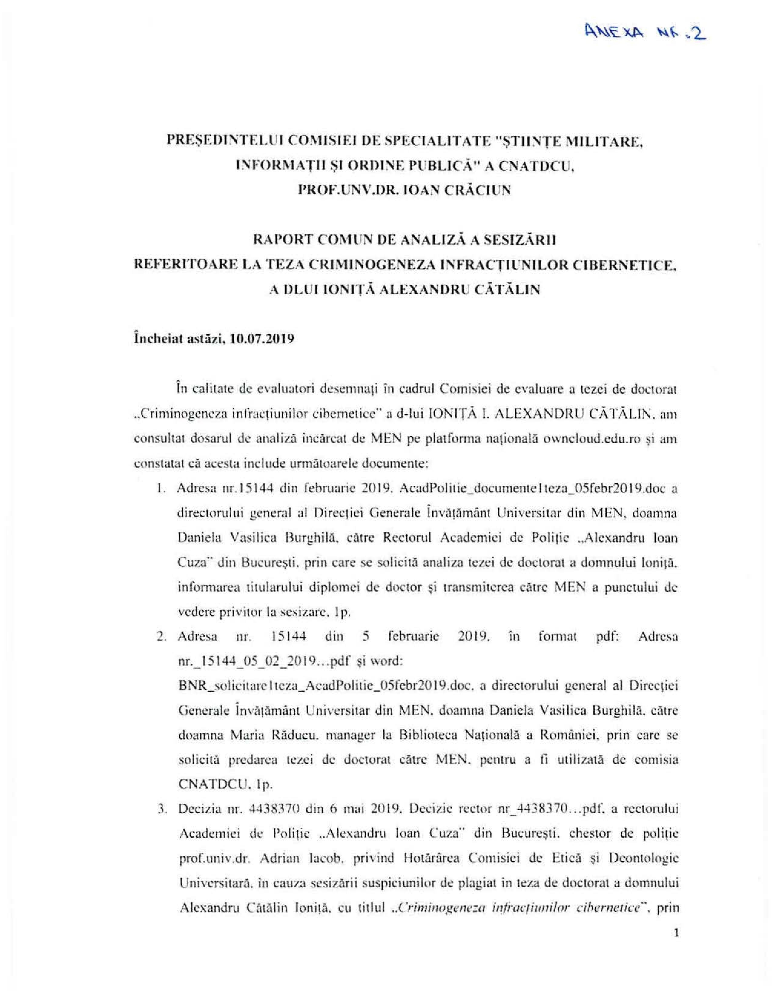 ANEXA NR.2
PREȘEDINTELUI COMISIEI DE SPECIALITATE "ȘTIINȚE MILITARE,
INFORMAȚII ȘI ORDINE PUBLICĂ" A CNATDCU,
PROF.UNV.DR. IOAN CRĂCIUN
RAPORT COMUN DE ANALIZĂ A SESIZĂRII
REFERITOARE LA TEZA CRIMINOGENEZA INFRACȚIUNILOR CIBERNETICE,
A DLUI IONIȚĂ ALEXANDRU CĂTĂLIN
Încheiat astăzi, 10.07.2019
În calitate de evaluatori desemnați în cadrul Comisiei de evaluare a tezei de doctorat
„Criminogeneza infracțiunilor cibernetice” a d-lui IONIȚĂ I. ALEXANDRU CĂTĂLIN, am
consultat dosarul de analiză încărcat de MEN pe platforma națională owncloud.edu.ro și am
constatat că acesta include următoarele documente:
1. Adresa nr.15144 din februarie 2019, AcadPolitie_documente1teza_05febr2019.doc a
directorului general al Direcției Generale Învățământ Universitar din MEN, doamna
Daniela Vasilica Burghilă, către Rectorul Academiei de Poliție „Alexandru Ioan
Cuza” din București, prin care se solicită analiza tezei de doctorat a domnului Ioniță,
informarea titularului diplomei de doctor și transmiterea către MEN a punctului de
vedere privitor la sesizare, 1p.
2. Adresa nr. 15144 din 5 februarie 2019, în format pdf: Adresa
nr._15144_05_02_2019...pdf și word:
BNR_solicitare1teza_AcadPolitie_05febr2019.doc, a directorului general al Direcției
Generale Învățământ Universitar din MEN, doamna Daniela Vasilica Burghilă, către
doamna Maria Răducu, manager la Biblioteca Națională a României, prin care se
solicită predarea tezei de doctorat către MEN, pentru a fi utilizată de comisia
CNATDCU, 1p.
3. Decizia nr. 4438370 din 6 mai 2019, Decizie rector nr_4438370...pdf, a rectorului
Academiei de Poliție „Alexandru Ioan Cuza” din București, chestor de poliție
prof.univ.dr. Adrian Iacob, privind Hotărârea Comisiei de Etică și Deontologie
Universitară, în cauza sesizării suspiciunilor de plagiat în teza de doctorat a domnului
Alexandru Cătălin Ioniță, cu titlul „Criminogeneza infracțiunilor cibernetice”, prin
1